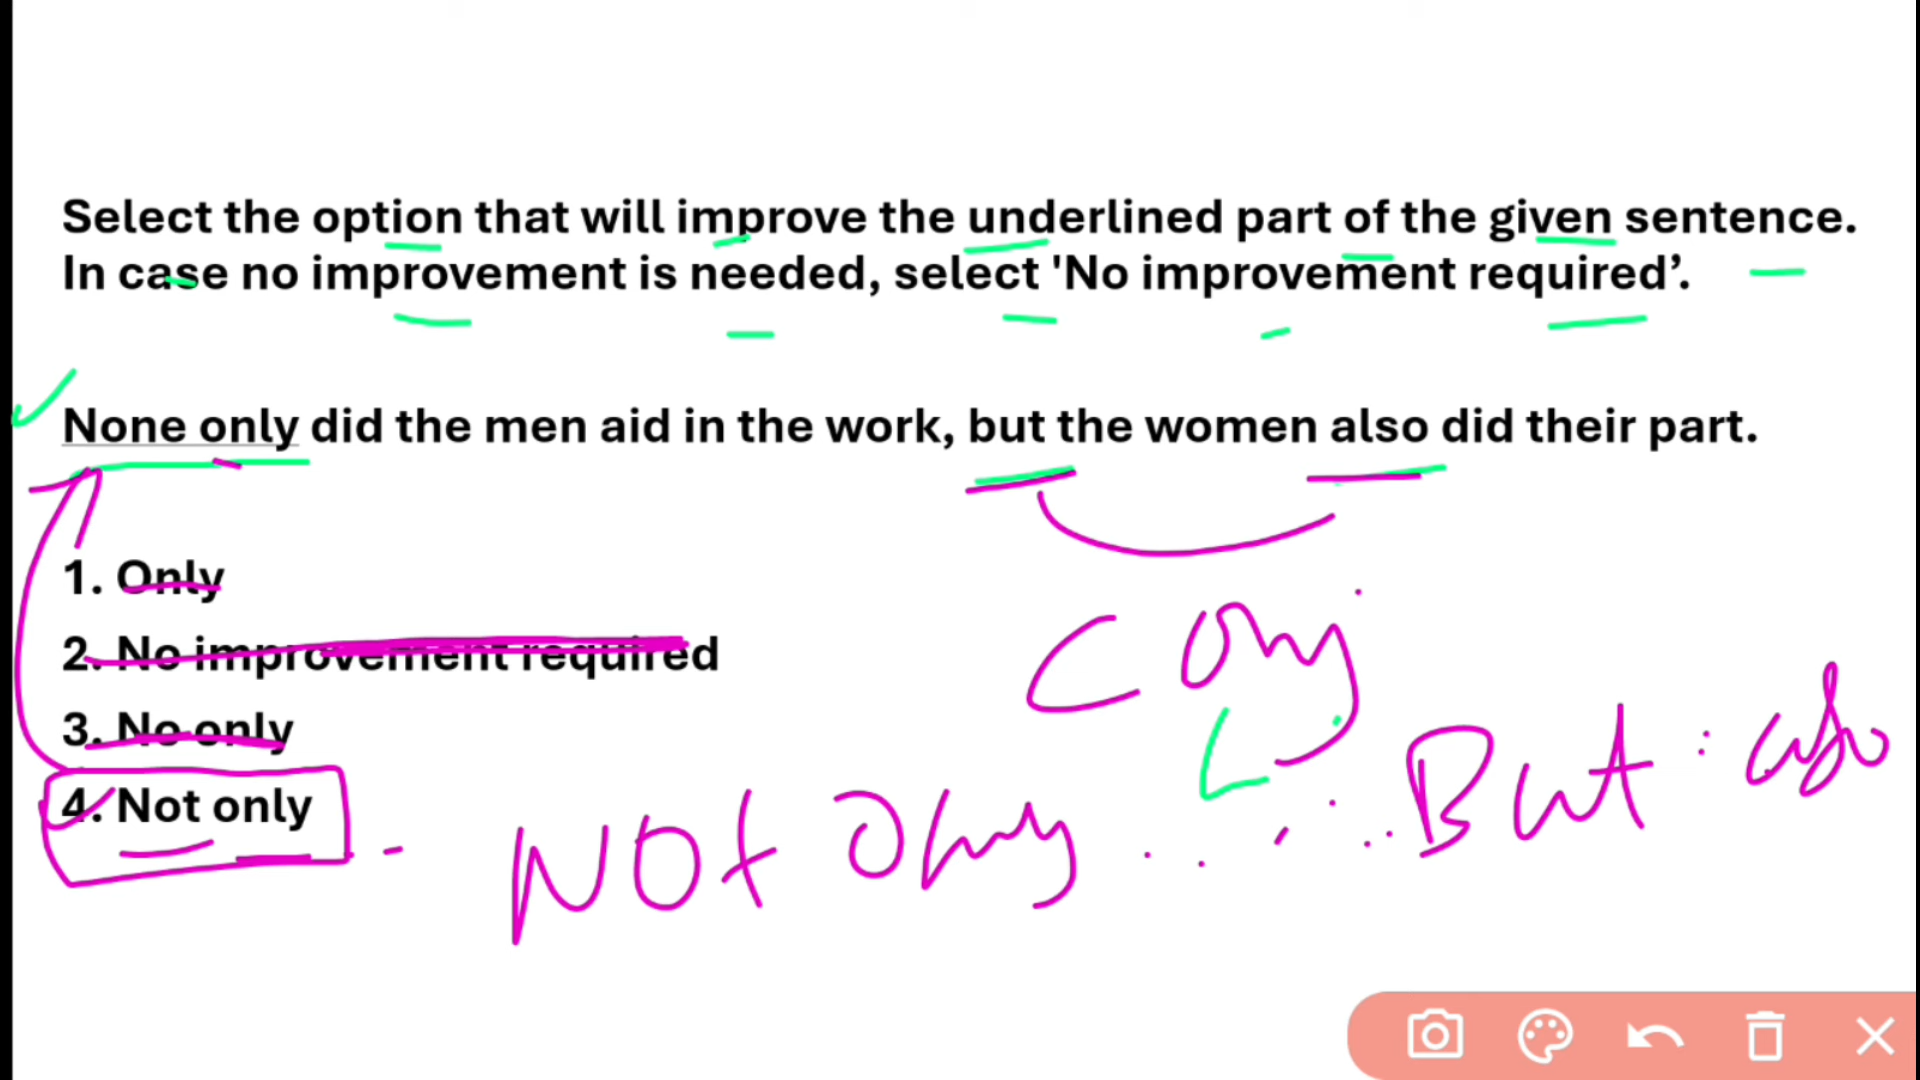 Select the option that will improve the underlined part of the given sentence.
In case no improvement is needed, select 'No improvement required’.
None only did the men aid in the work, but the women also did their part.
1. Only
2. No improvement required
3. No only
4. Not only
Conj
NOt Only ..... But : also